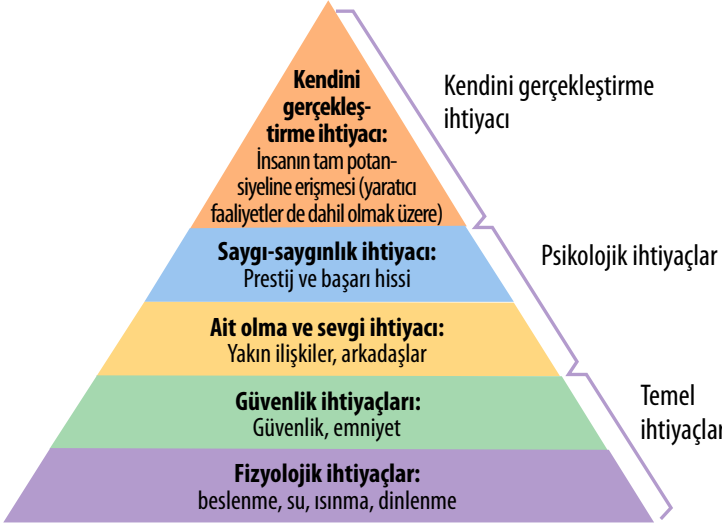 Kendini
gerçekleş-
tirme ihtiyacı:
İnsanın tam potan-
siyeline erişmesi (yaratıcı
faaliyetler de dahil olmak üzere)
Kendini gerçekleştirme
ihtiyacı
Saygı-saygınlık ihtiyacı:
Prestij ve başarı hissi
Psikolojik ihtiyaçlar
Ait olma ve sevgi ihtiyacı:
Yakın ilişkiler, arkadaşlar
Güvenlik ihtiyaçları:
Güvenlik, emniyet
Temel
ihtiyaçlar
Fizyolojik ihtiyaçlar:
beslenme, su, ısınma, dinlenme